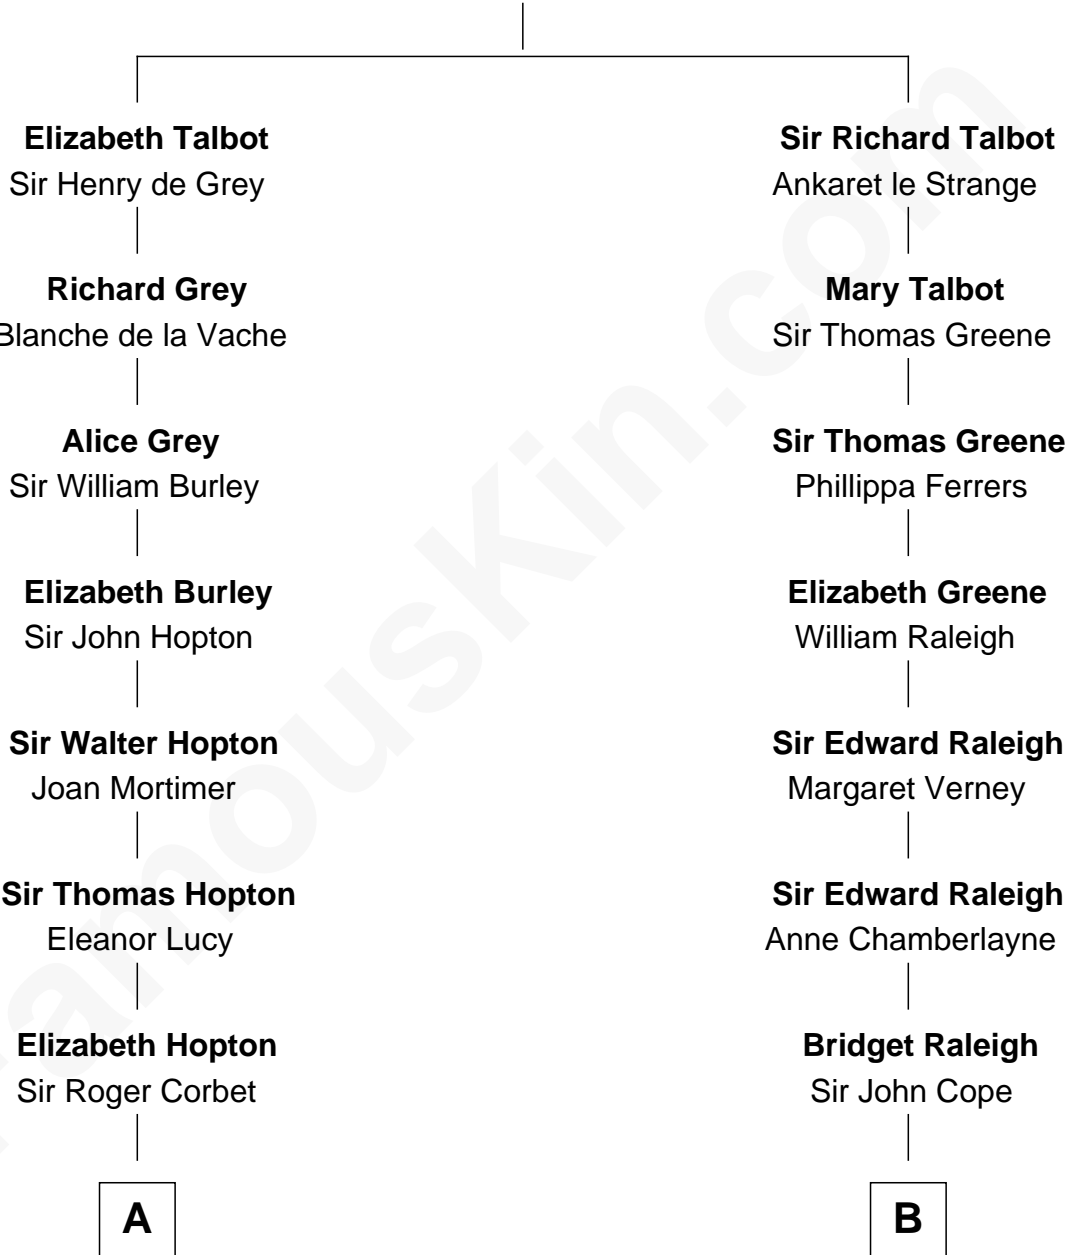 Elizabeth Talbot
Sir Henry de Grey
Richard Grey
Blanche de la Vache
Alice Grey
Sir William Burley
Elizabeth Burley
Sir John Hopton
Sir Walter Hopton
Joan Mortimer
Sir Thomas Hopton
Eleanor Lucy
Elizabeth Hopton
Sir Roger Corbet
A
Sir Richard Talbot
Ankaret le Strange
Mary Talbot
Sir Thomas Greene
Sir Thomas Greene
Phillippa Ferrers
Elizabeth Greene
William Raleigh
Sir Edward Raleigh
Margaret Verney
Sir Edward Raleigh
Anne Chamberlayne
Bridget Raleigh
Sir John Cope
B
FamousKin.com